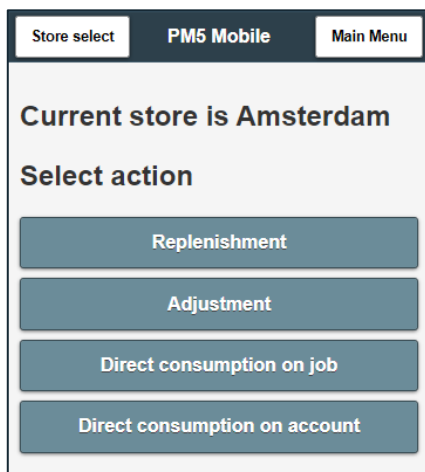 Store select
PM5 Mobile
Main Menu
Current store is Amsterdam
Select action
Replenishment
Adjustment
Direct consumption on job
Direct consumption on account